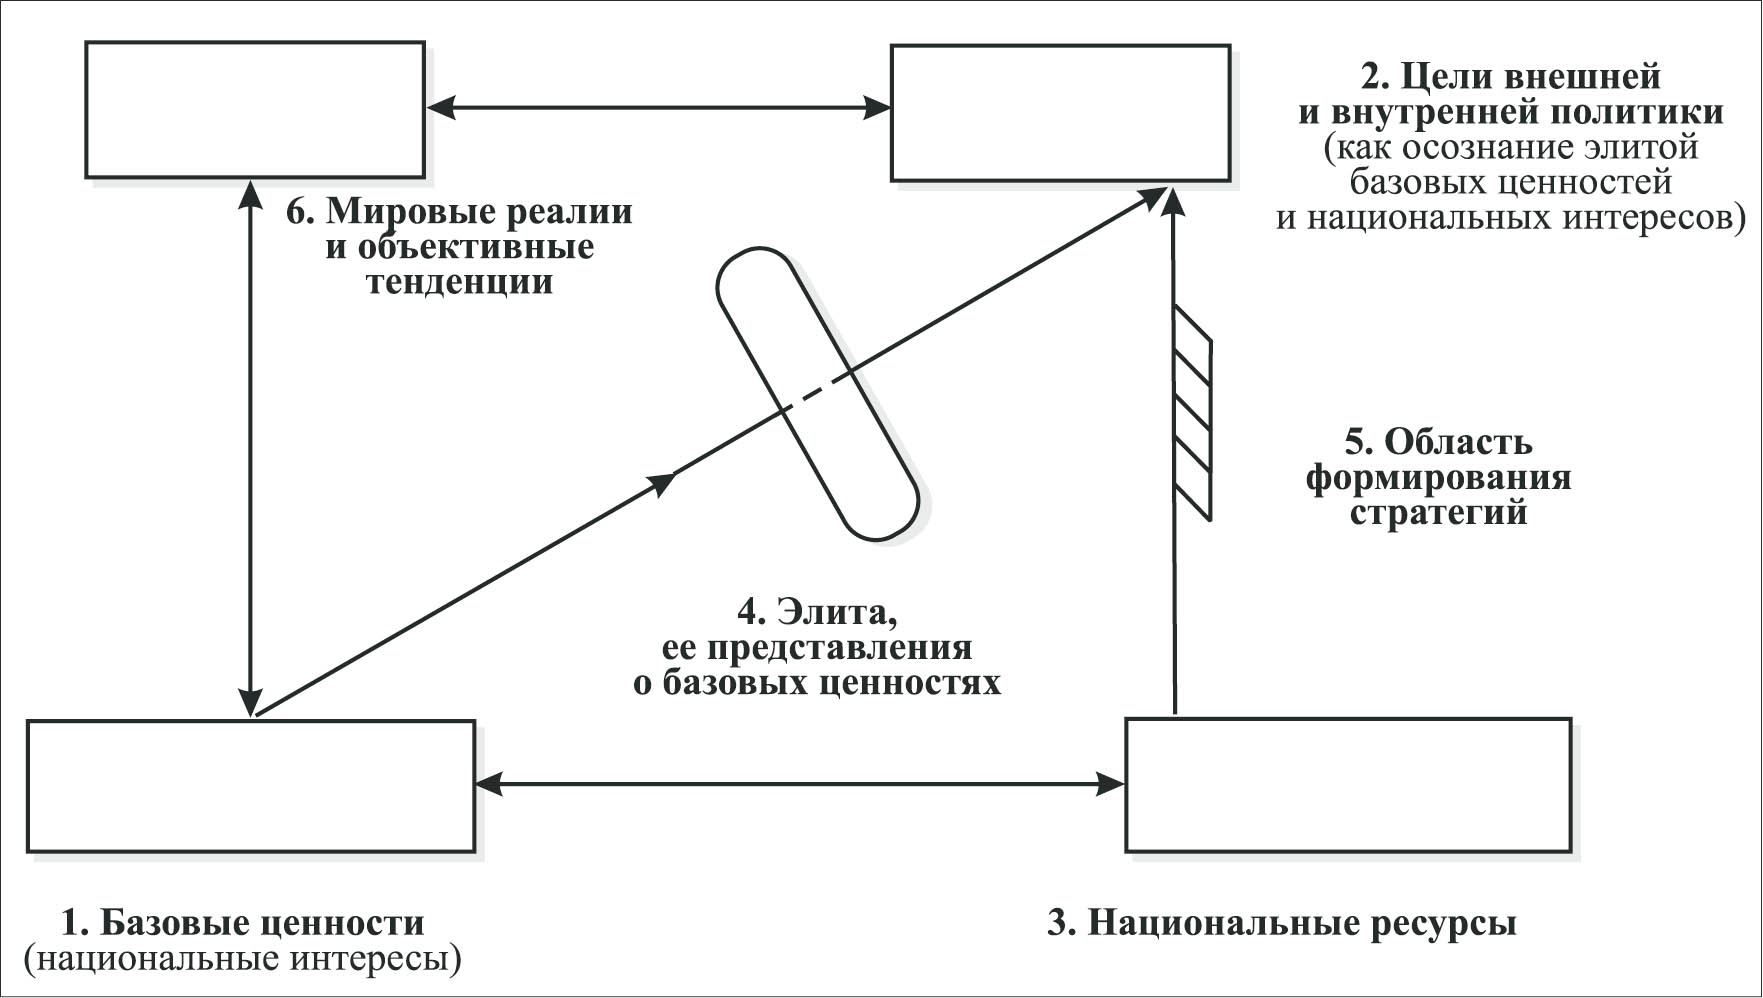 2. Цели внешней
и внутренней политики
(как осознание элитой
базовых ценностей
и национальных интересов)
6. Мировые реалии
и объективные
тенденции
5. Область
формирования
стратегий
4. Элита,
ее представления
о базовых ценностях
1. Базовые ценности
(национальные интересы)
3. Национальные ресурсы